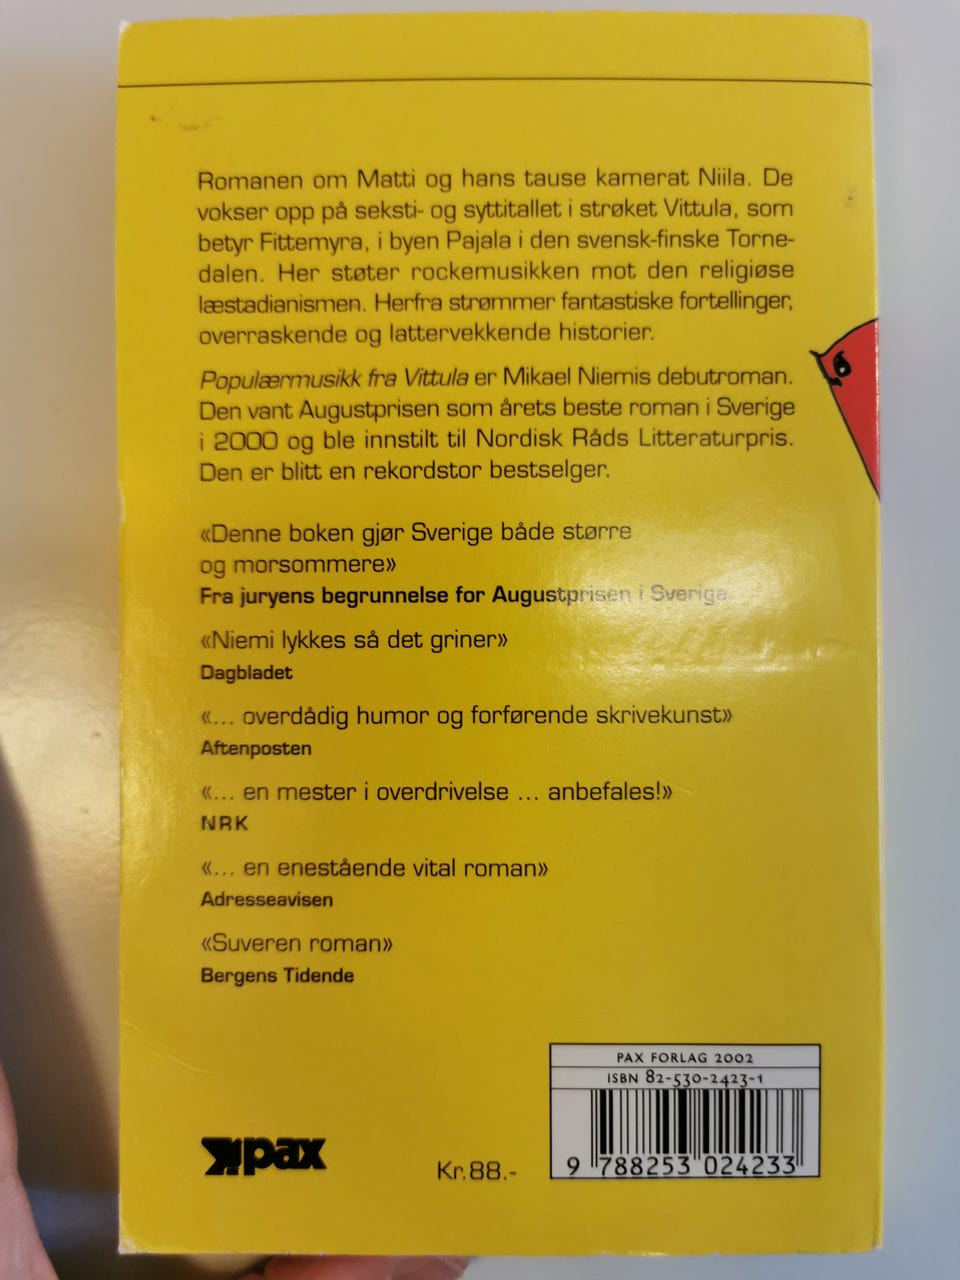 Romanen om Matti og hans tause kamerat Niila. De
vokser opp på seksti- og syttitallet i strøket Vittula, som
betyr Fittemyra, i byen Pajala i den svensk-finske Torne-
dalen. Her støter rockemusikken mot den religiøse
læstadianismen. Herfra strømmer fantastiske fortellinger,
overraskende og lattervekkende historier.
Populærmusikk fra Vittula er Mikael Niemis debutroman.
Den vant Augustprisen som årets beste roman i Sverige
i 2000 og ble innstilt til Nordisk Råds Litteraturpris.
Den er blitt en rekordstor bestselger.
«Denne boken gjør Sverige både større
og morsommere»
Fra juryens begrunnelse for Augustprisen i Sverige
«Niemi lykkes så det griner»
Dagbladet
«... overdådig humor og forførende skrivekunst»
Aftenposten
«... en mester i overdrivelse ... anbefales!»
NRK
«... en enestående vital roman»
Adresseavisen
«Suveren roman»
Bergens Tidende
PAX FORLAG 2002
ISBN 82-530-2423-1
9 788253 024233
pax
Kr.88.-